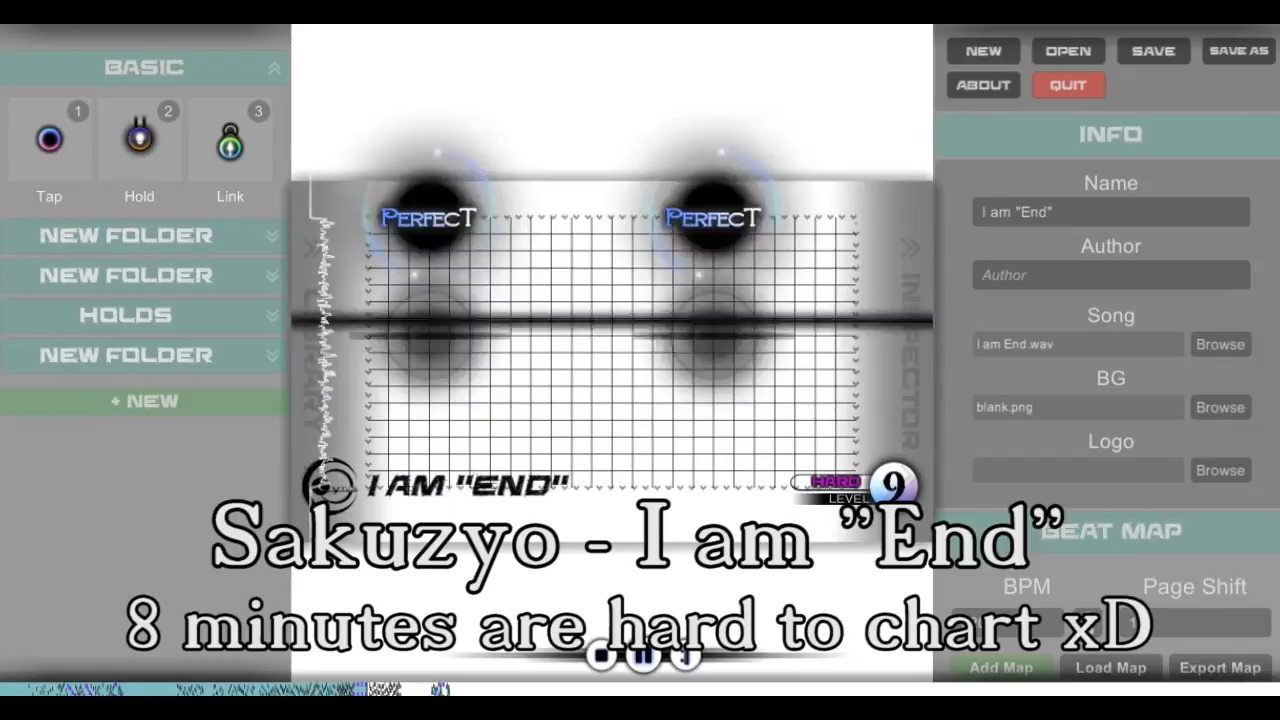 BASIC
1
2
3
Tap
Hold
Link
NEW FOLDER
NEW FOLDER
HOLDS
NEW FOLDER
+ NEW
PERFECT
PERFECT
LIBRARY
INSPECTOR
I AM "END"
HARD
LEVEL
9
NEW
OPEN
SAVE
SAVE AS
ABOUT
QUIT
INFO
Name
I am "End"
Author
Author
Song
I am End.wav
Browse
BG
blank.png
Browse
Logo
Browse
BEAT MAP
BPM
Page Shift
Add Map
Load Map
Export Map
Sakuzyo - I am "End"
8 minutes are hard to chart xD